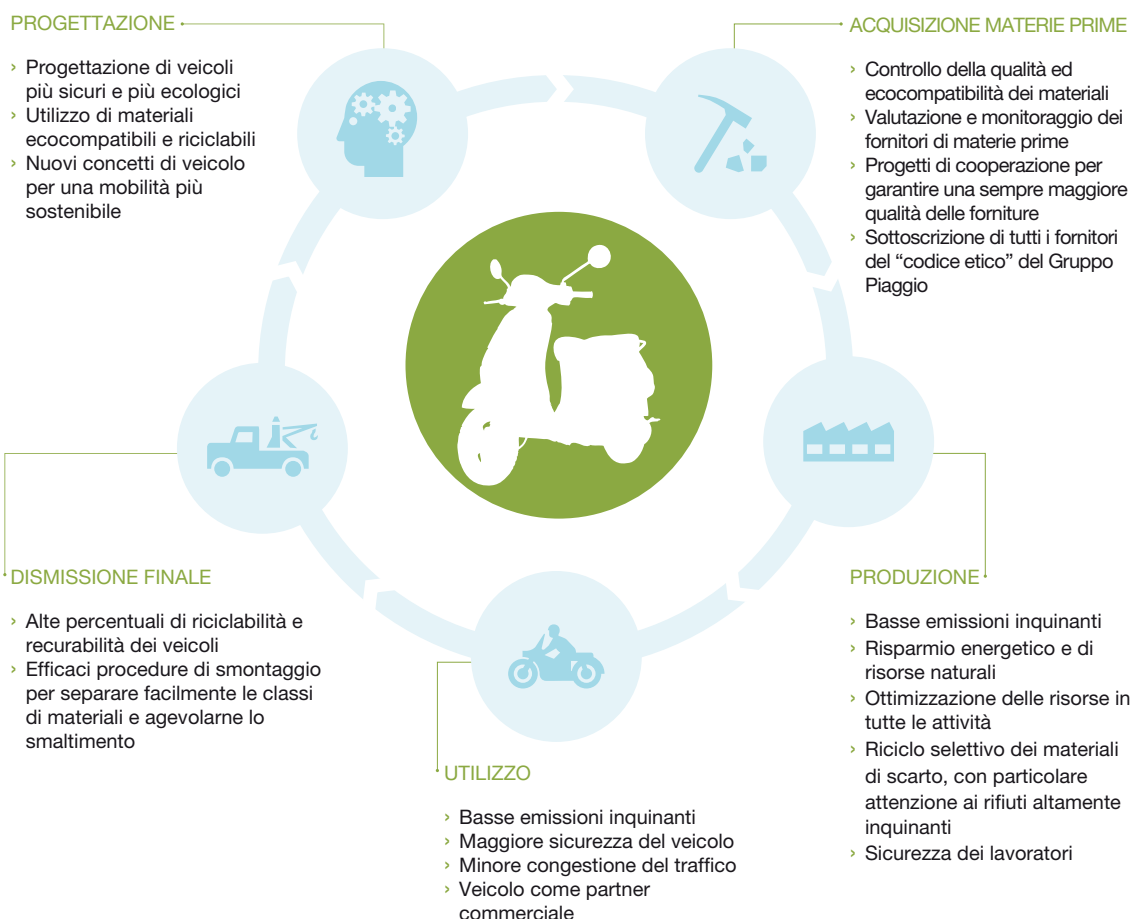 PROGETTAZIONE
› Progettazione di veicoli
più sicuri e più ecologici
› Utilizzo di materiali
ecocompatibili e riciclabili
› Nuovi concetti di veicolo
per una mobilità più
sostenibile
ACQUISIZIONE MATERIE PRIME
› Controllo della qualità ed
ecocompatibilità dei materiali
› Valutazione e monitoraggio dei
fornitori di materie prime
› Progetti di cooperazione per
garantire una sempre maggiore
qualità delle forniture
› Sottoscrizione di tutti i fornitori
del “codice etico” del Gruppo
Piaggio
DISMISSIONE FINALE
› Alte percentuali di riciclabilità e
recurabilità dei veicoli
› Efficaci procedure di smontaggio
per separare facilmente le classi
di materiali e agevolarne lo
smaltimento
PRODUZIONE
› Basse emissioni inquinanti
› Risparmio energetico e di
risorse naturali
› Ottimizzazione delle risorse in
tutte le attività
› Riciclo selettivo dei materiali
di scarto, con particolare
attenzione ai rifiuti altamente
inquinanti
› Sicurezza dei lavoratori
UTILIZZO
› Basse emissioni inquinanti
› Maggiore sicurezza del veicolo
› Minore congestione del traffico
› Veicolo come partner
commerciale